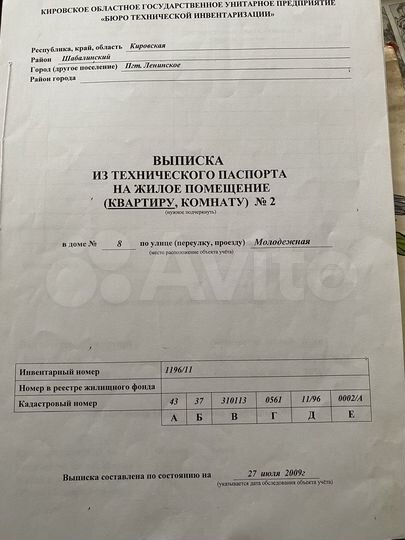 КИРОВСКОЕ ОБЛАСТНОЕ ГОСУДАРСТВЕННОЕ УНИТАРНОЕ ПРЕДПРИЯТИЕ
«БЮРО ТЕХНИЧЕСКОЙ ИНВЕНТАРИЗАЦИИ»
Республика, край, область Кировская
Район Шабалинский
Город (другое поселение) Пгт. Ленинское
Район города
ВЫПИСКА
ИЗ ТЕХНИЧЕСКОГО ПАСПОРТА
НА ЖИЛОЕ ПОМЕЩЕНИЕ
(КВАРТИРУ, КОМНАТУ) № 2
(нужное подчеркнуть)
в доме № 8 по улице (переулку, проезду) Молодежная
(место расположение объекта учёта)
Avito
Инвентарный номер 1196/11
Номер в реестре жилищного фонда
Кадастровый номер 43 37 310113 0561 11/96 0002/А
А Б В Г Д Е
Выписка составлена по состоянию на 27 июля 2009г
(указывается дата обследования объекта учёта)